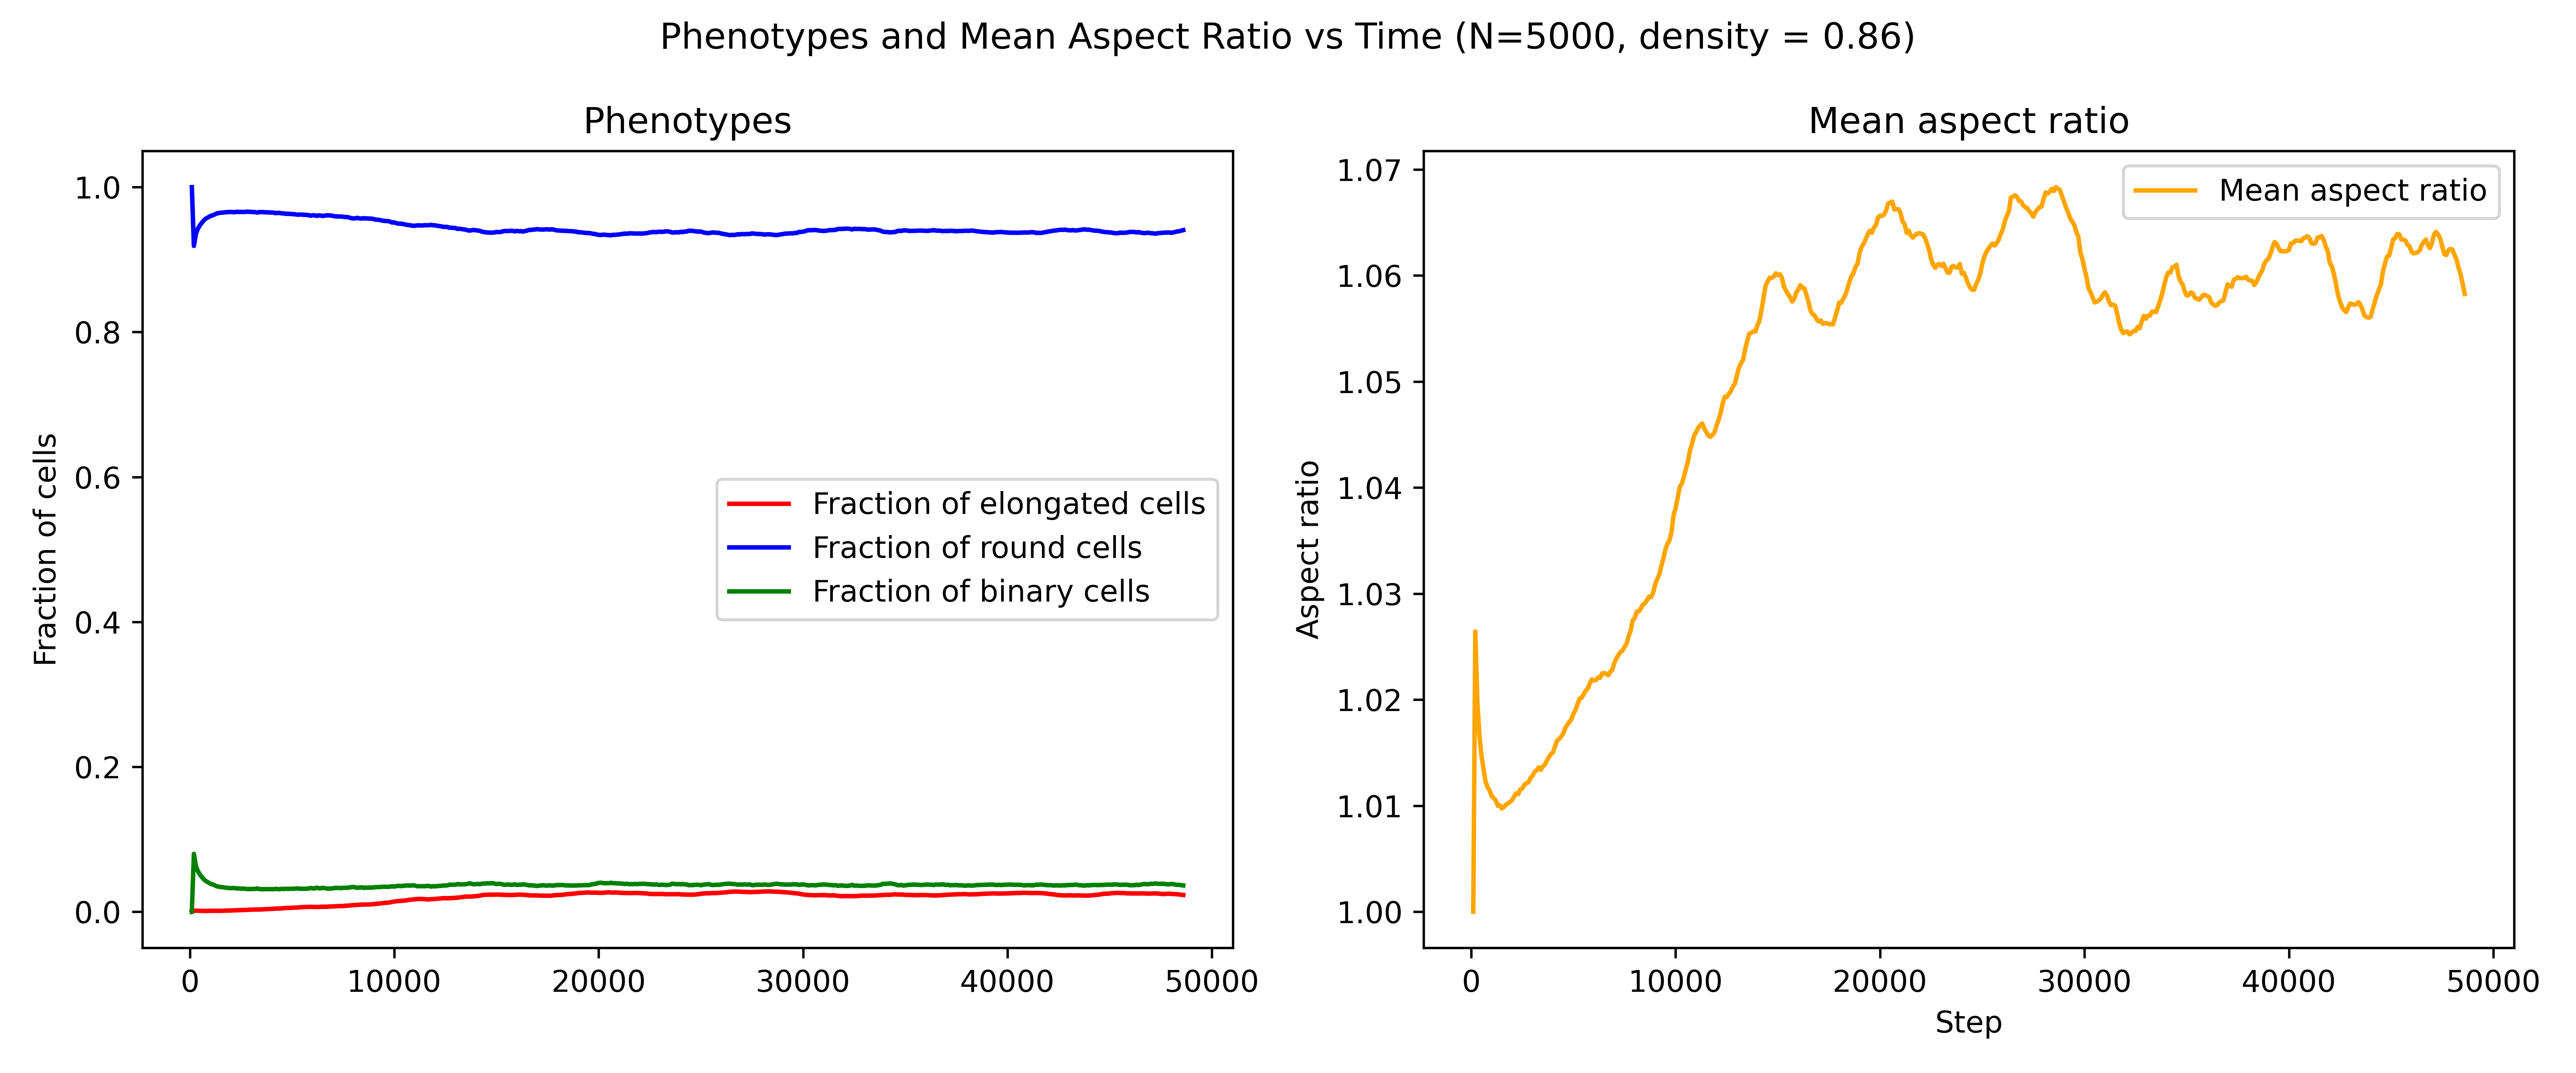 Phenotypes and Mean Aspect Ratio vs Time (N=5000, density = 0.86)
Phenotypes
Fraction of cells
1.0
0.8
0.6
0.4
0.2
0.0
Fraction of elongated cells
Fraction of round cells
Fraction of binary cells
0 10000 20000 30000 40000 50000
Mean aspect ratio
Aspect ratio
1.07
1.06
1.05
1.04
1.03
1.02
1.01
1.00
Mean aspect ratio
0 10000 20000 30000 40000 50000
Step